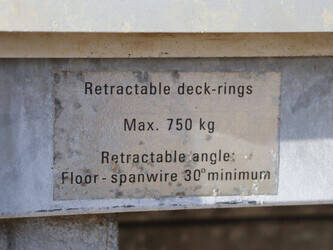 Retractable deck-rings
Max. 750 kg
Retractable angle:
Floor-spanwire 30° minimum